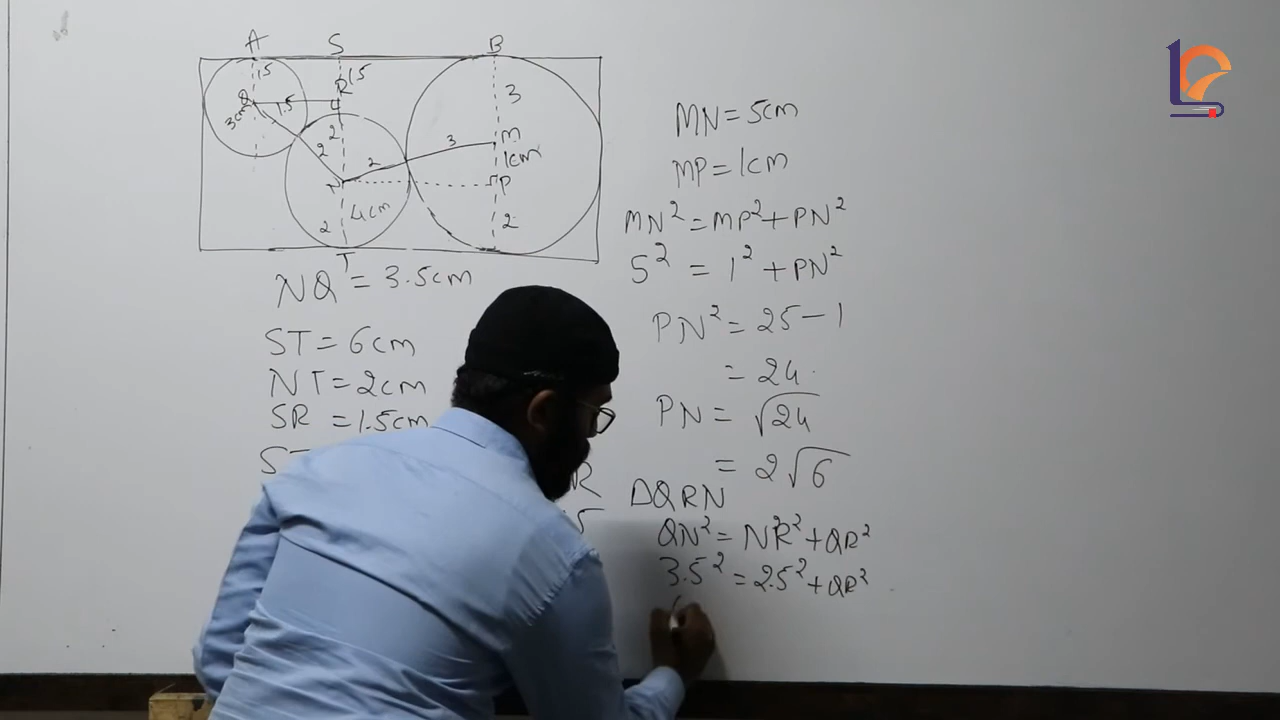 A S B
1.5 1.5
Q R 3
3cm 1.5 2 3 M
2 2 1cm
N P
4cm
2 2
T
NQ = 3.5cm
ST = 6cm
NT = 2cm
SR = 1.5cm
MN = 5cm
MP = 1cm
MN² = MP² + PN²
5² = 1² + PN²
PN² = 25 - 1
= 24
PN = √24
= 2√6
ΔQRN
QN² = NR² + QR²
3.5² = 2.5² + QR²